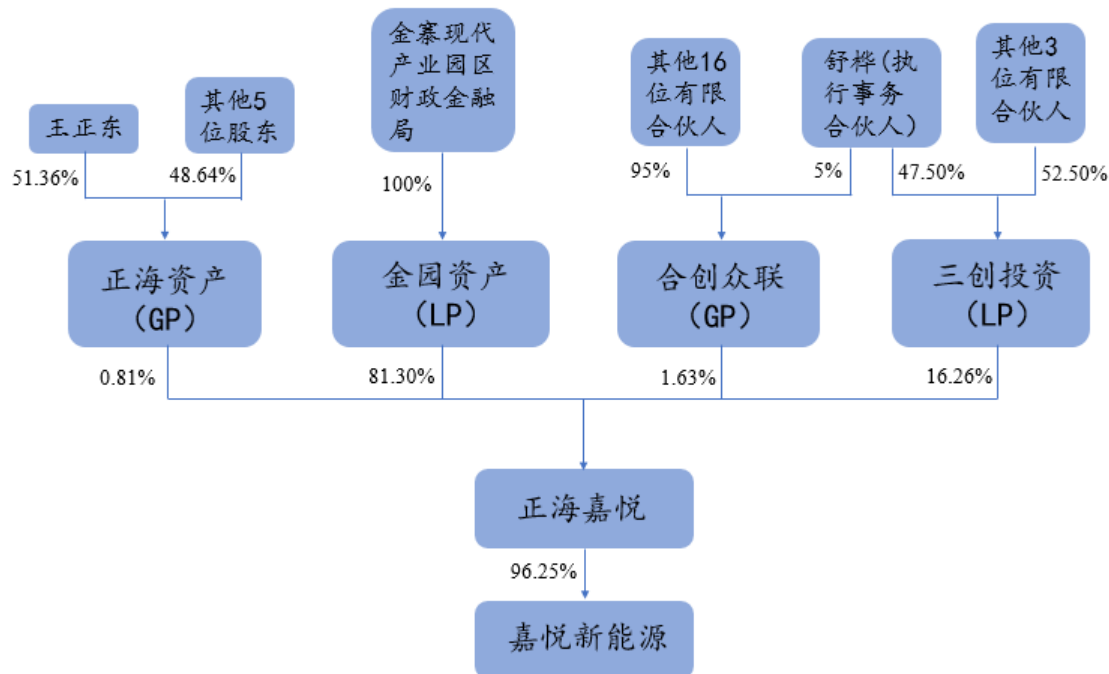 王正东
其他5
位股东
金寨现代
产业园区
财政金融
局
其他16
位有限
合伙人
舒桦(执
行事务
合伙人）
其他3
位有限
合伙人
51.36%
48.64%
100%
95%
5%
47.50%
52.50%
正海资产
（GP）
金园资产
（LP）
合创众联
（GP）
三创投资
（LP）
0.81%
81.30%
1.63%
16.26%
正海嘉悦
96.25%
嘉悦新能源